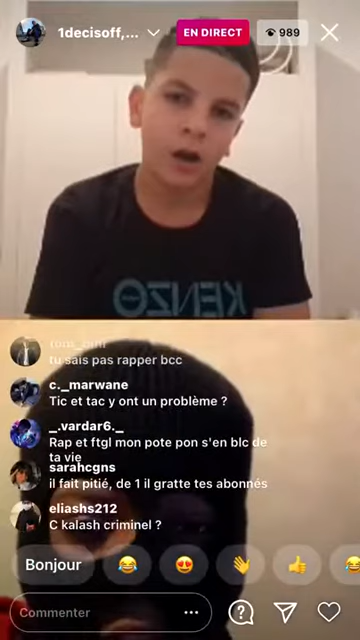 1decisoff,...
EN DIRECT
989
KENZO
tu sais pas rapper bcc
c._marwane
Tic et tac y ont un problème ?
_.vardar6._
Rap et ftgl mon pote pon s'en blc de
ta vie
sarahcgns
il fait pitié, de 1 il gratte tes abonnés
eliashs212
C kalash criminel ?
Bonjour
Commenter